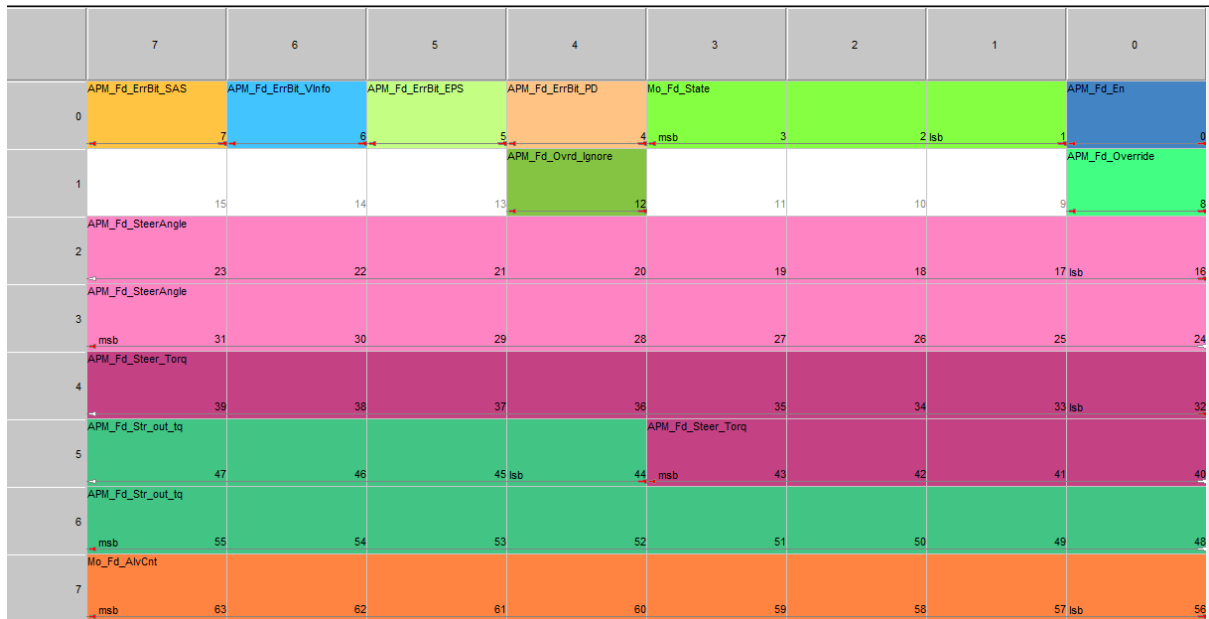 7 6 5 4 3 2 1 0
APM_Fd_ErrBit_SAS APM_Fd_ErrBit_VInfo APM_Fd_ErrBit_EPS APM_Fd_ErrBit_PD Mo_Fd_State APM_Fd_En
0
7 6 5 4 msb 3 2 lsb 1 0
APM_Fd_Ovrd_Ignore APM_Fd_Override
1
15 14 13 12 11 10 9 8
APM_Fd_SteerAngle
2
23 22 21 20 19 18 17 lsb 16
APM_Fd_SteerAngle
3
msb 31 30 29 28 27 26 25 24
APM_Fd_Steer_Torq
4
39 38 37 36 35 34 33 lsb 32
APM_Fd_Str_out_tq APM_Fd_Steer_Torq
5
47 46 45 lsb 44 msb 43 42 41 40
APM_Fd_Str_out_tq
6
msb 55 54 53 52 51 50 49 48
Mo_Fd_AlvCnt
7
msb 63 62 61 60 59 58 57 lsb 56